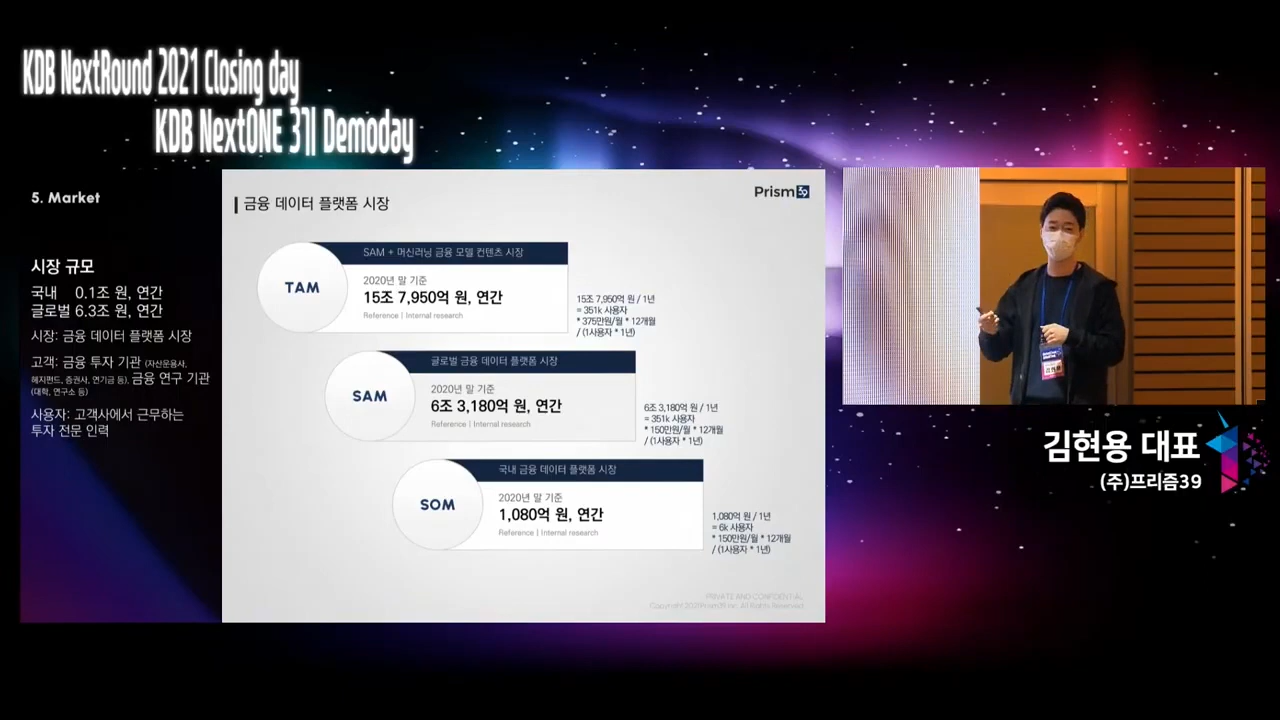 KDB NextRound 2021 Closing day
KDB NextONE 3기 Demoday
5. Market
시장 규모
국내 0.1조 원, 연간
글로벌 6.3조 원, 연간
시장: 금융 데이터 플랫폼 시장
고객: 금융 투자 기관 (자산운용사,
헤지펀드, 증권사, 연기금 등), 금융 연구 기관
(대학, 연구소 등)
사용자: 고객사에서 근무하는
투자 전문 인력
금융 데이터 플랫폼 시장
Prism39
TAM
SAM + 머신러닝 금융 모델 컨텐츠 시장
2020년 말 기준
15조 7,950억 원, 연간
Reference | Internal research
15조 7,950억 원 / 1년
= 351k 사용자
* 375만원/월 * 12개월
/ (1사용자 * 1년)
SAM
글로벌 금융 데이터 플랫폼 시장
2020년 말 기준
6조 3,180억 원, 연간
Reference | Internal research
6조 3,180억 원 / 1년
= 351k 사용자
* 150만원/월 * 12개월
/ (1사용자 * 1년)
SOM
국내 금융 데이터 플랫폼 시장
2020년 말 기준
1,080억 원, 연간
Reference | Internal research
1,080억 원 / 1년
= 6k 사용자
* 150만원/월 * 12개월
/ (1사용자 * 1년)
PRIVATE AND CONFIDENTIAL
Copyright 2021Prism39 Inc. All Rights Reserved
김현용 대표
(주)프리즘39